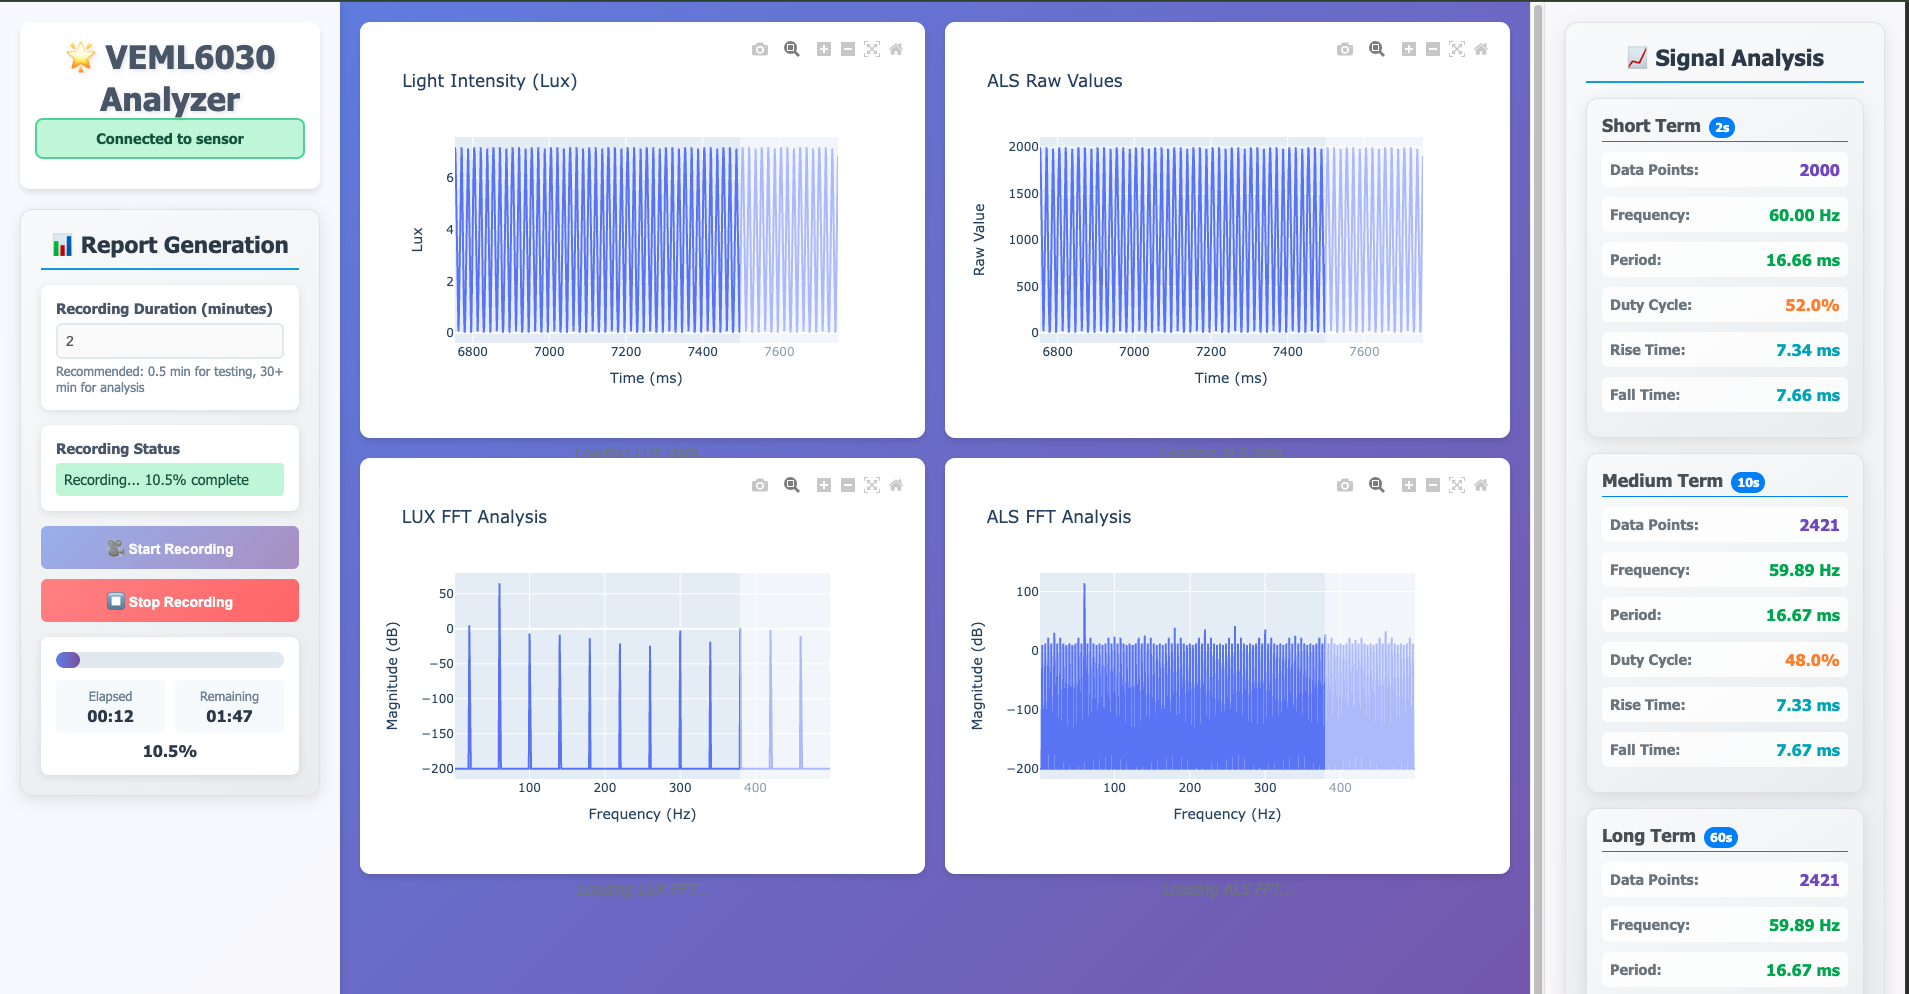 VEML6030
Analyzer
Connected to sensor
Report Generation
Recording Duration (minutes)
2
Recommended: 0.5 min for testing, 30+
min for analysis
Recording Status
Recording... 10.5% complete
Start Recording
Stop Recording
Elapsed
00:12
Remaining
01:47
10.5%
Light Intensity (Lux)
Lux
6
4
2
0
6800 7000 7200 7400 7600
Time (ms)
Loading LUX data...
ALS Raw Values
Raw Value
2000
1500
1000
500
0
6800 7000 7200 7400 7600
Time (ms)
Loading ALS data...
LUX FFT Analysis
Magnitude (dB)
50
0
−50
−100
−150
−200
100 200 300 400
Frequency (Hz)
Loading LUX FFT...
ALS FFT Analysis
Magnitude (dB)
100
0
−100
−200
100 200 300 400
Frequency (Hz)
Loading ALS FFT...
Signal Analysis
Short Term 2s
Data Points: 2000
Frequency: 60.00 Hz
Period: 16.66 ms
Duty Cycle: 52.0%
Rise Time: 7.34 ms
Fall Time: 7.66 ms
Medium Term 10s
Data Points: 2421
Frequency: 59.89 Hz
Period: 16.67 ms
Duty Cycle: 48.0%
Rise Time: 7.33 ms
Fall Time: 7.67 ms
Long Term 60s
Data Points: 2421
Frequency: 59.89 Hz
Period: 16.67 ms